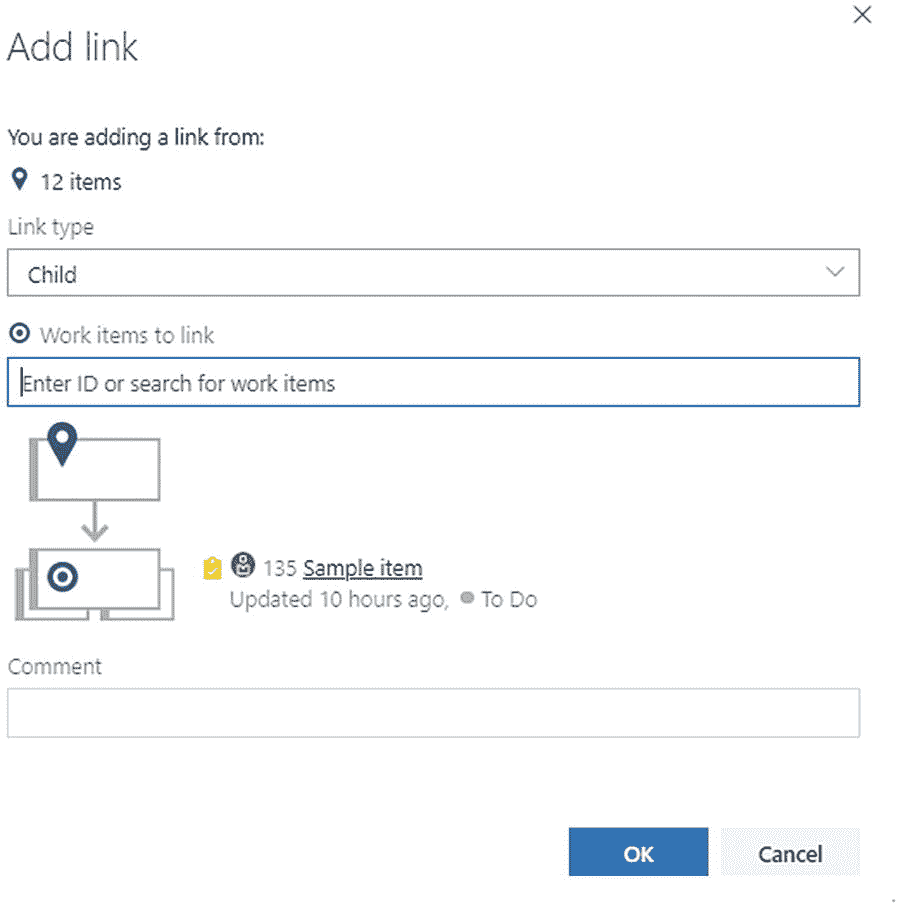 Add link
You are adding a link from:
12 items
Link type
Child
Work items to link
Enter ID or search for work items
135 Sample item
Updated 10 hours ago, To Do
Comment
OK Cancel